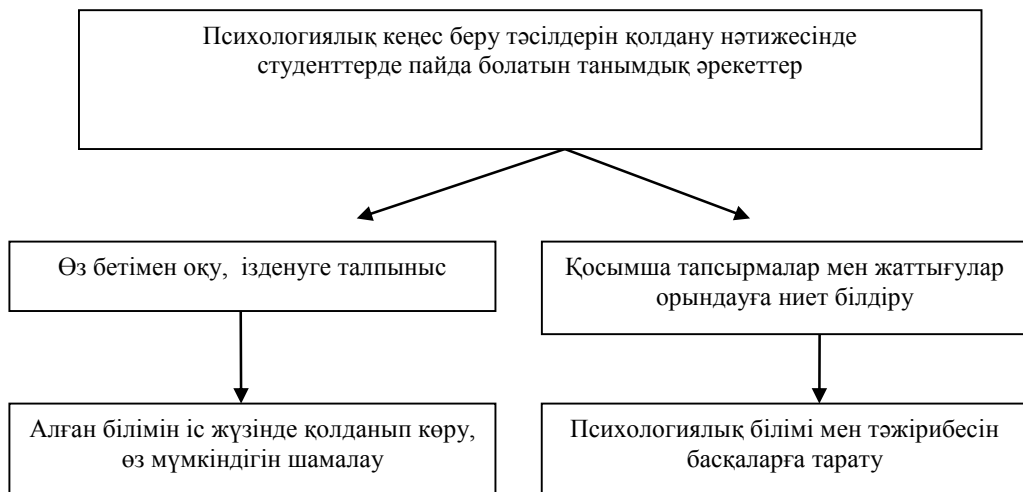 Психологиялық кеңес беру тәсілдерін қолдану нәтижесінде
студенттерде пайда болатын танымдық әрекеттер
Өз бетімен оқу,  ізденуге талпыныс
Қосымша тапсырмалар мен жаттығулар
орындауға ниет білдіру
Алған білімін іс жүзінде қолданып көру,
өз мүмкіндігін шамалау
Психологиялық білімі мен тәжірибесін
басқаларға тарату